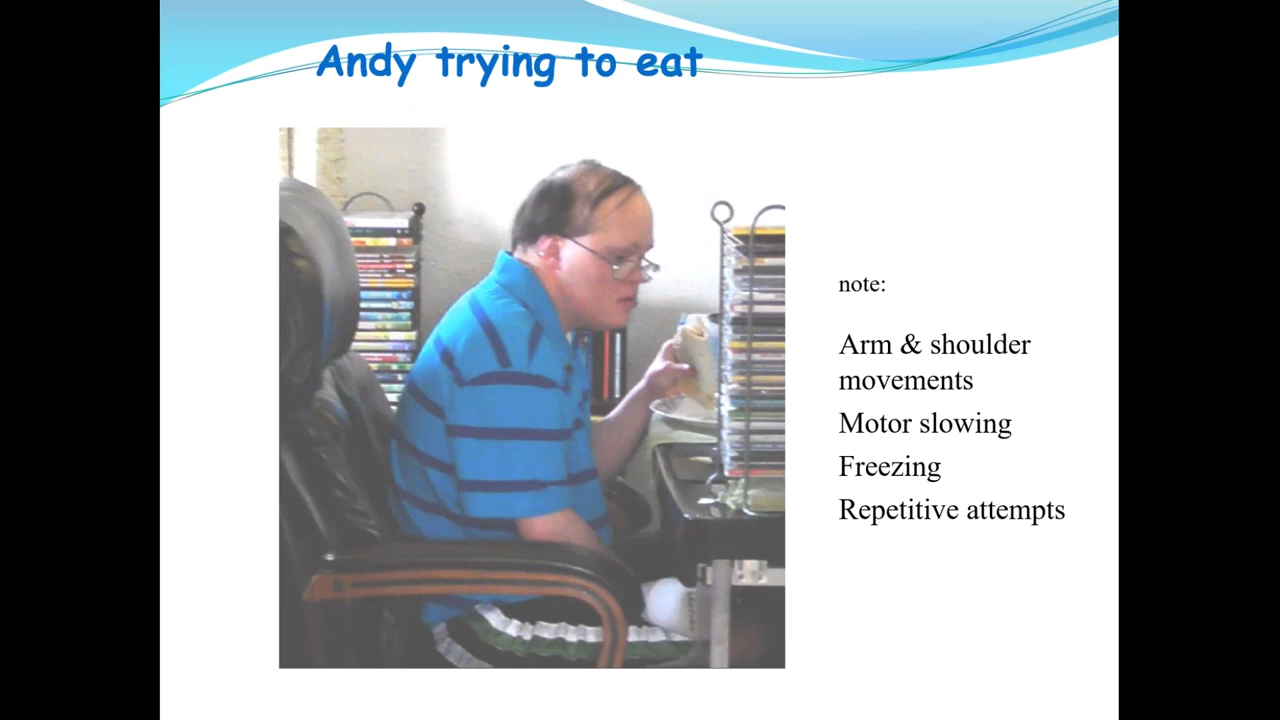 Andy trying to eat
note:
Arm & shoulder
movements
Motor slowing
Freezing
Repetitive attempts